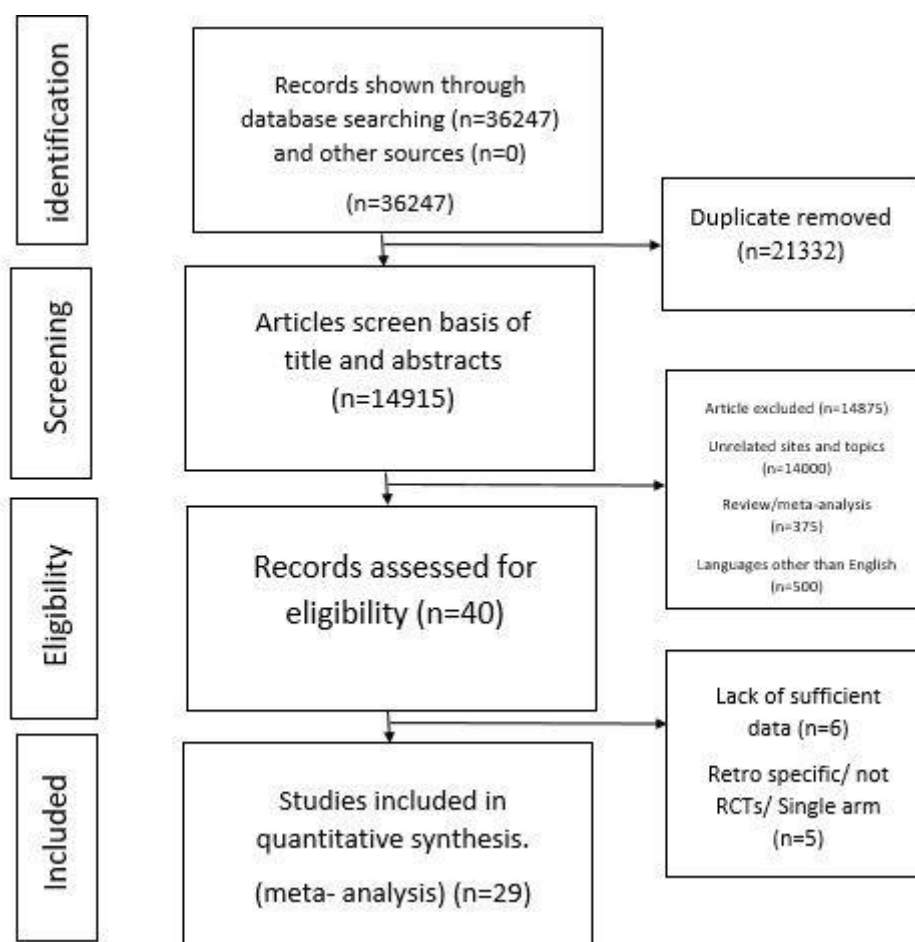 identification
Records shown through
database searching (n=36247)
and other sources (n=0)
(n=36247)
Duplicate removed
(n=21332)
Screening
Articles screen basis of
title and abstracts
(n=14915)
Article excluded (n=14875)
Unrelated sites and topics
(n=14000)
Review/meta-analysis
(n=375)
Languages other than English
(n=500)
Eligibility
Records assessed for
eligibility (n=40)
Lack of sufficient
data (n=6)
Retro specific/ not
RCTs/ Single arm
(n=5)
Included
Studies included in
quantitative synthesis.
(meta- analysis) (n=29)